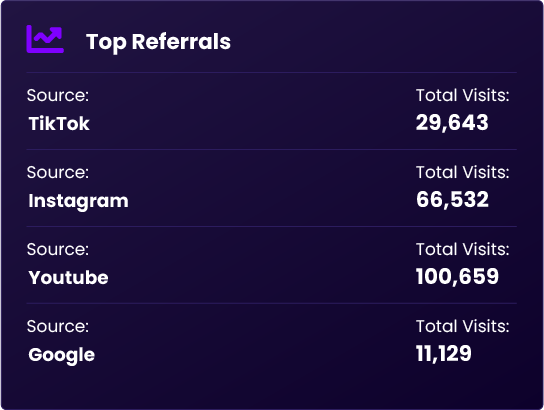 Top Referrals
Source: Total Visits:
TikTok 29,643
Source: Total Visits:
Instagram 66,532
Source: Total Visits:
Youtube 100,659
Source: Total Visits:
Google 11,129